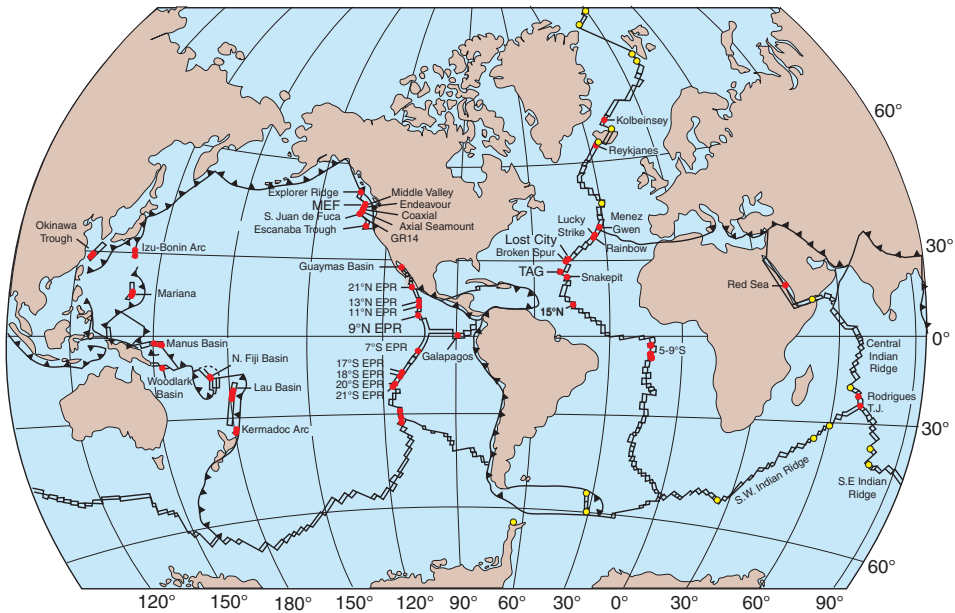 60°
Kolbeinsey
Reykjanes
Explorer Ridge
MEF
S. Juan de Fuca
Escanaba Trough
Middle Valley
Endeavour
Coaxial
Axial Seamount
GR14
Okinawa
Trough
Izu-Bonin Arc
Mariana
Guaymas Basin
21°N EPR
13°N EPR
11°N EPR
9°N EPR
7°S EPR
17°S EPR
18°S EPR
20°S EPR
21°S EPR
Galapagos
Lucky
Strike
Menez
Gwen
Rainbow
Lost City
Broken Spur
TAG
Snakepit
15°N
30°
Red Sea
0°
Manus Basin
N. Fiji Basin
Woodlark
Basin
Lau Basin
Kermadoc Arc
5-9°S
Central
Indian
Ridge
Rodrigues
T.J.
30°
S.W. Indian Ridge
S.E Indian
Ridge
60°
120° 150° 180° 150° 120° 90° 60° 30° 0° 30° 60° 90°